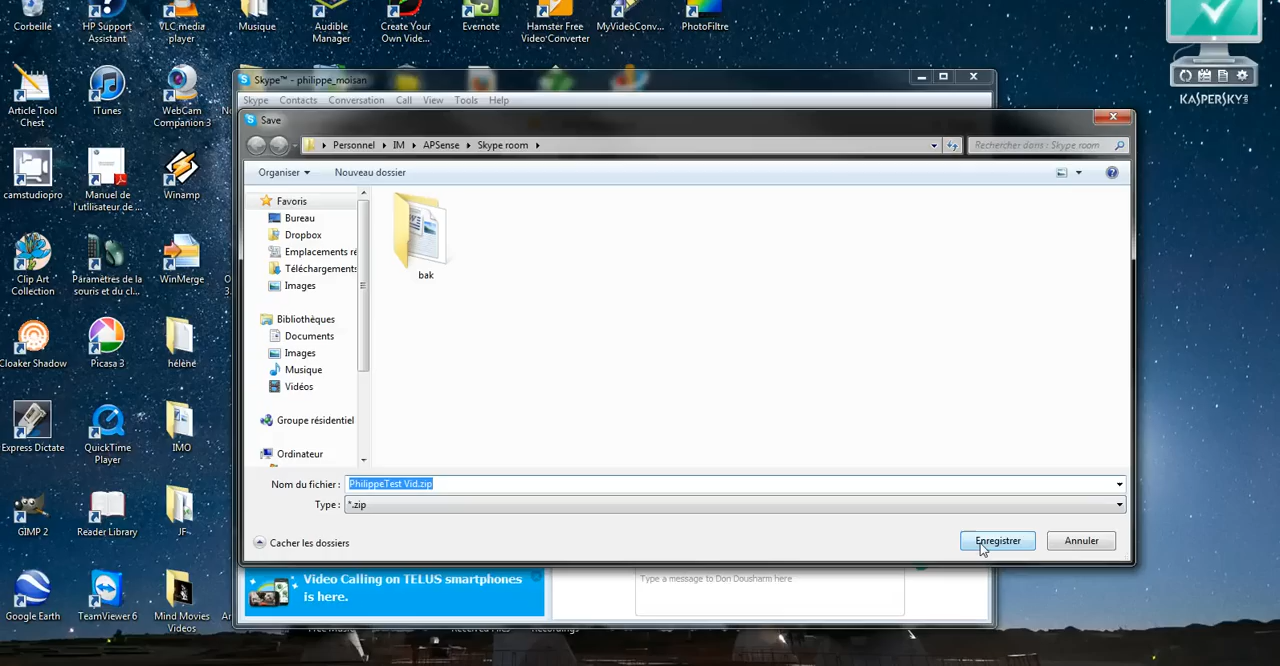 Corbeille
HP Support
Assistant
VLC media
player
Musique
Audible
Manager
Create Your
Own Vide...
Evernote
Hamster Free
Video Converter
MyVideoConv...
PhotoFiltre
KASPERSKY
Article Tool
Chest
iTunes
WebCam
Companion 3
camstudiopro
Manuel de
l'utilisateur de ...
Winamp
Clip Art
Collection
Paramètres de la
souris et du cl...
WinMerge
Cloaker Shadow
Picasa 3
hélène
Express Dictate
QuickTime
Player
IMO
GIMP 2
Reader Library
JF
Google Earth
TeamViewer 6
Mind Movies
Videos
Skype™ - philippe_moisan
Skype Contacts Conversation Call View Tools Help
Save
Personnel IM APSense Skype room
Rechercher dans : Skype room
Organiser
Nouveau dossier
Favoris
Bureau
Dropbox
Emplacements ré
Téléchargements
Images
Bibliothèques
Documents
Images
Musique
Vidéos
Groupe résidentiel
Ordinateur
bak
Nom du fichier : PhilippeTest Vid.zip
Type : *.zip
Cacher les dossiers
Enregistrer
Annuler
Video Calling on TELUS smartphones
is here.
Type a message to Don Dousharm here